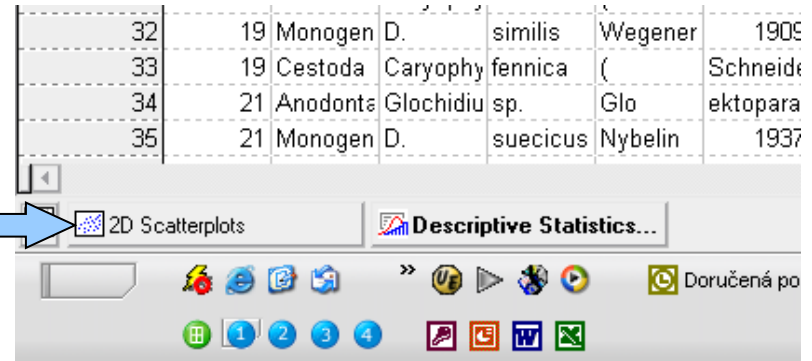 32 19 Monogen D. similis Wegener 1909
33 19 Cestoda Caryophy fennica ( Schneide
34 21 Anodonta Glochidiu sp. Glo ektopara
35 21 Monogen D. suecicus Nybelin 1937
2D Scatterplots Descriptive Statistics...
» UE Doručená po
1 2 3 4 W X